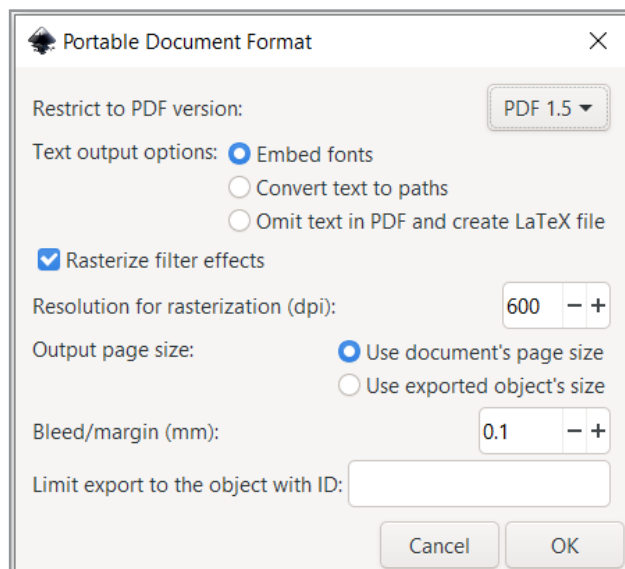 Portable Document Format
Restrict to PDF version: PDF 1.5
Text output options: Embed fonts
Convert text to paths
Omit text in PDF and create LaTeX file
Rasterize filter effects
Resolution for rasterization (dpi): 600
Output page size: Use document's page size
Use exported object's size
Bleed/margin (mm): 0.1
Limit export to the object with ID:
Cancel OK